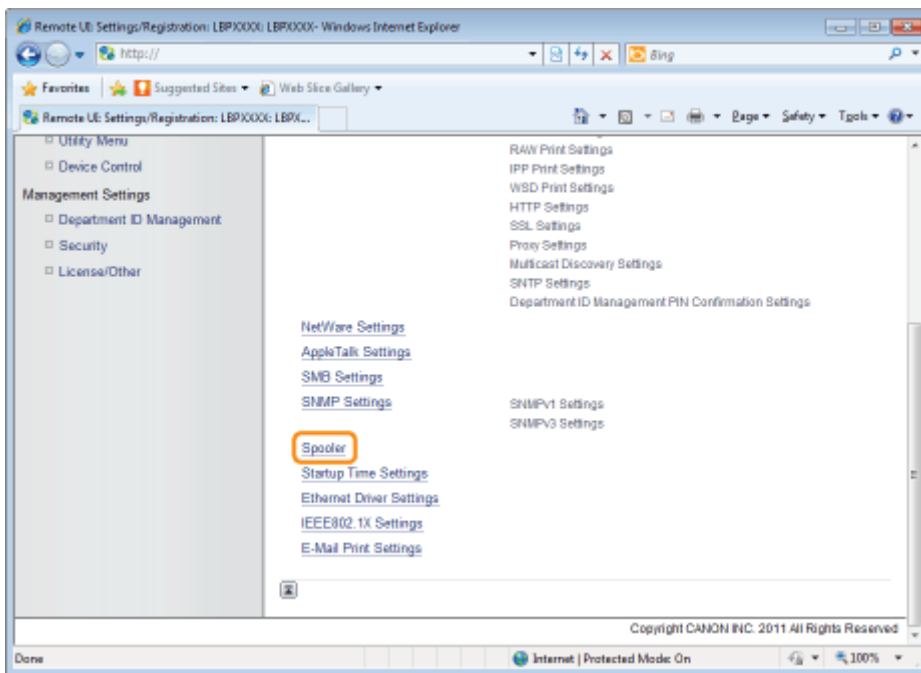 Remote UI: Settings/Registration: LBPXXXX: LBPXXXX- Windows Internet Explorer
http://
Bing
Favorites Suggested Sites Web Slice Gallery
Remote UI: Settings/Registration: LBPXXXX: LBPX...
Page Safety Tools
Utility Menu
Device Control
Management Settings
Department ID Management
Security
License/Other
RAW Print Settings
IPP Print Settings
WSD Print Settings
HTTP Settings
SSL Settings
Proxy Settings
Multicast Discovery Settings
SNTP Settings
Department ID Management PIN Confirmation Settings
NetWare Settings
AppleTalk Settings
SMB Settings
SNMP Settings
SNMPv1 Settings
SNMPv3 Settings
Spooler
Startup Time Settings
Ethernet Driver Settings
IEEE802.1X Settings
E-Mail Print Settings
Copyright CANON INC. 2011 All Rights Reserved
Done
Internet | Protected Mode: On
100%